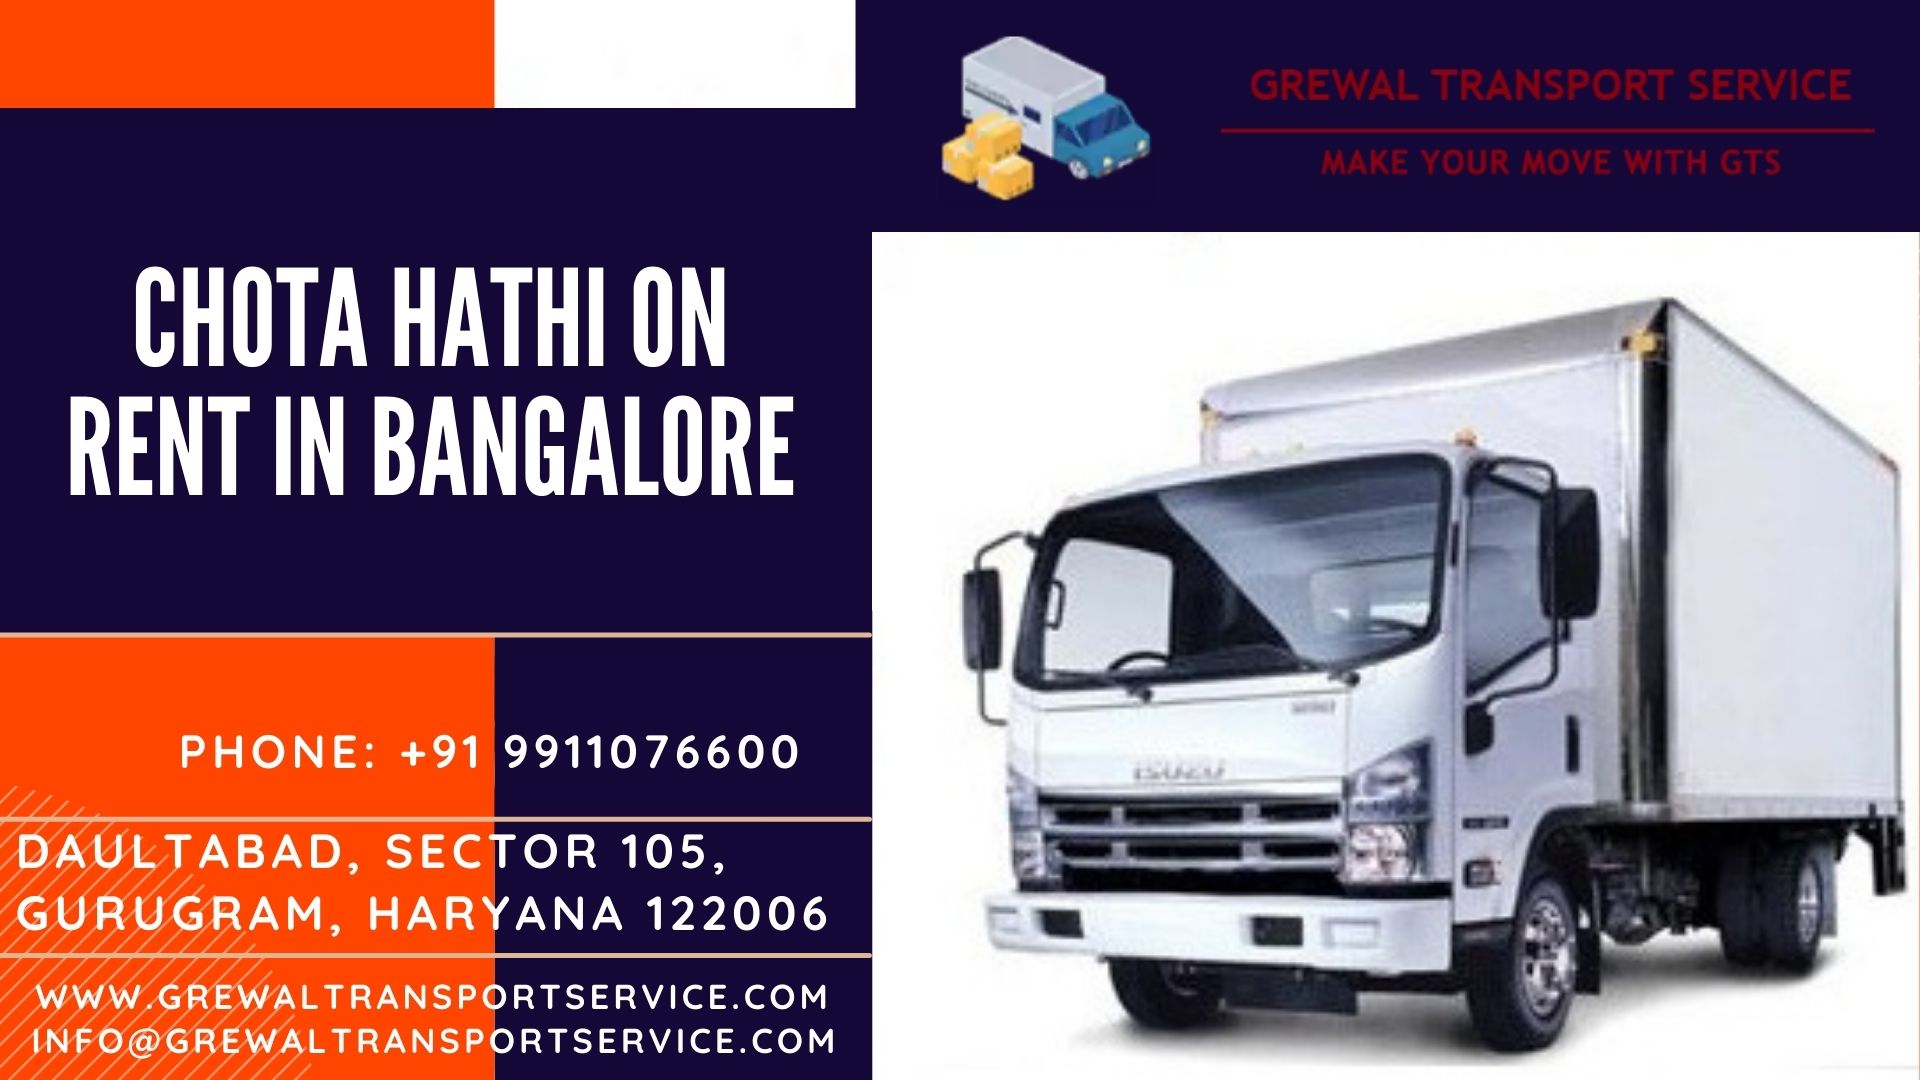 GREWAL TRANSPORT SERVICE
MAKE YOUR MOVE WITH GTS
CHOTA HATHI ON
RENT IN BANGALORE
PHONE: +91 9911076600
DAULTABAD, SECTOR 105,
GURUGRAM, HARYANA 122006
WWW.GREWALTRANSPORTSERVICE.COM
INFO@GREWALTRANSPORTSERVICE.COM
ISUZU